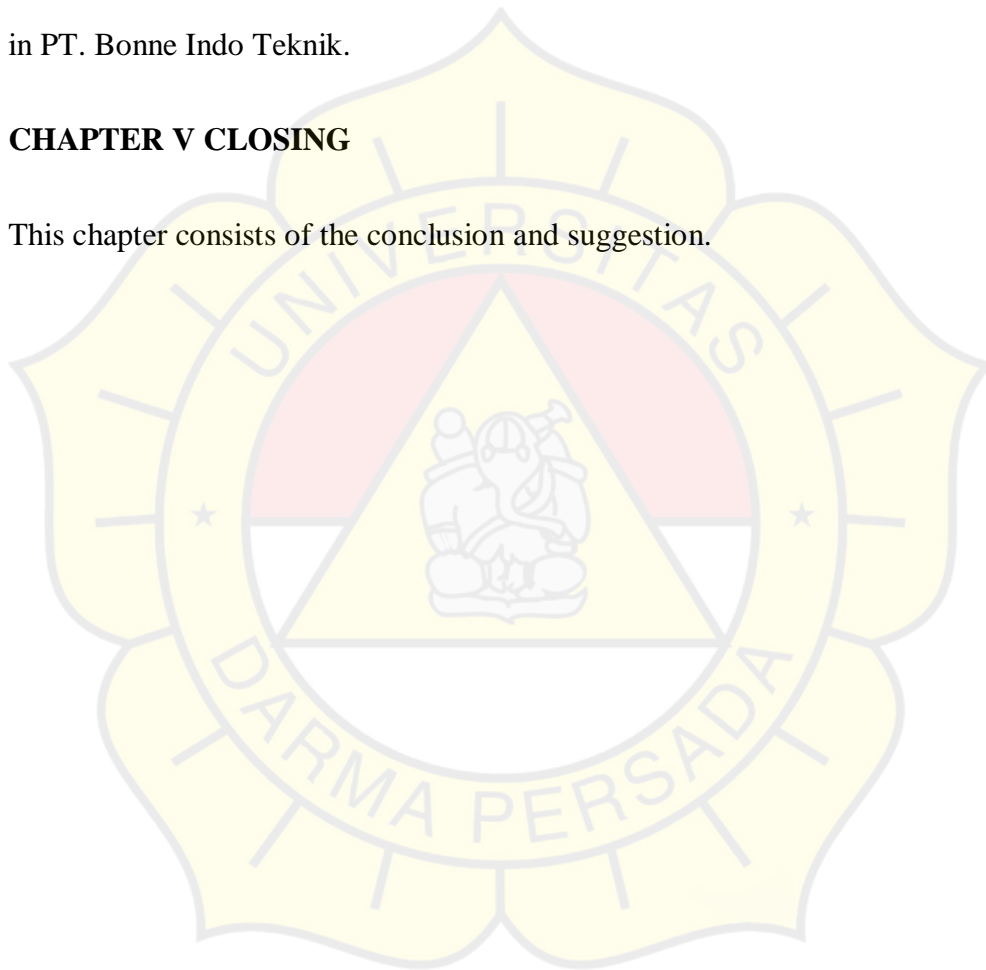 in PT. Bonne Indo Teknik.
CHAPTER V CLOSING
This chapter consists of the conclusion and suggestion.
UNIVERSITAS
DARMA PERSADA